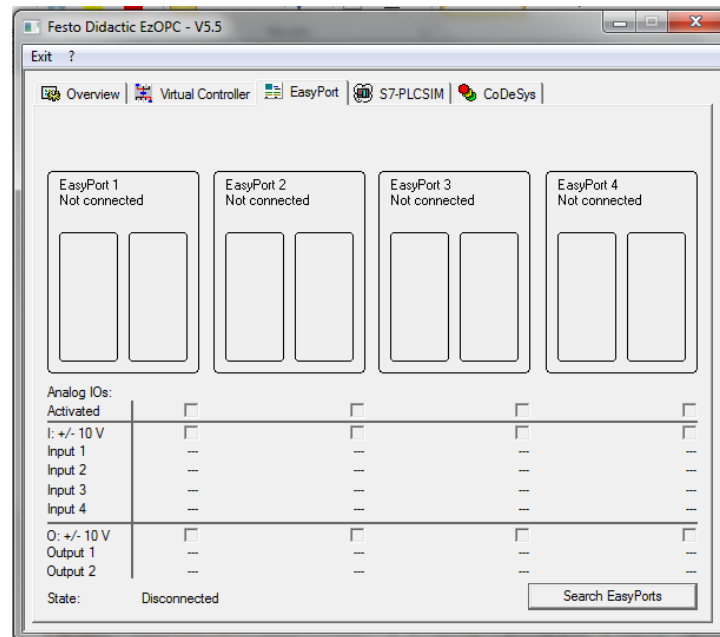 Festo Didactic EzOPC - V5.5
Exit ?
Overview Virtual Controller EasyPort S7-PLCSIM CoDeSys
EasyPort 1 EasyPort 2 EasyPort 3 EasyPort 4
Not connected Not connected Not connected Not connected
Analog IOs:
Activated
I: +/- 10 V
Input 1 --- --- --- ---
Input 2 --- --- --- ---
Input 3 --- --- --- ---
Input 4 --- --- --- ---
O: +/- 10 V
Output 1 --- --- --- ---
Output 2 --- --- --- ---
State: Disconnected Search EasyPorts